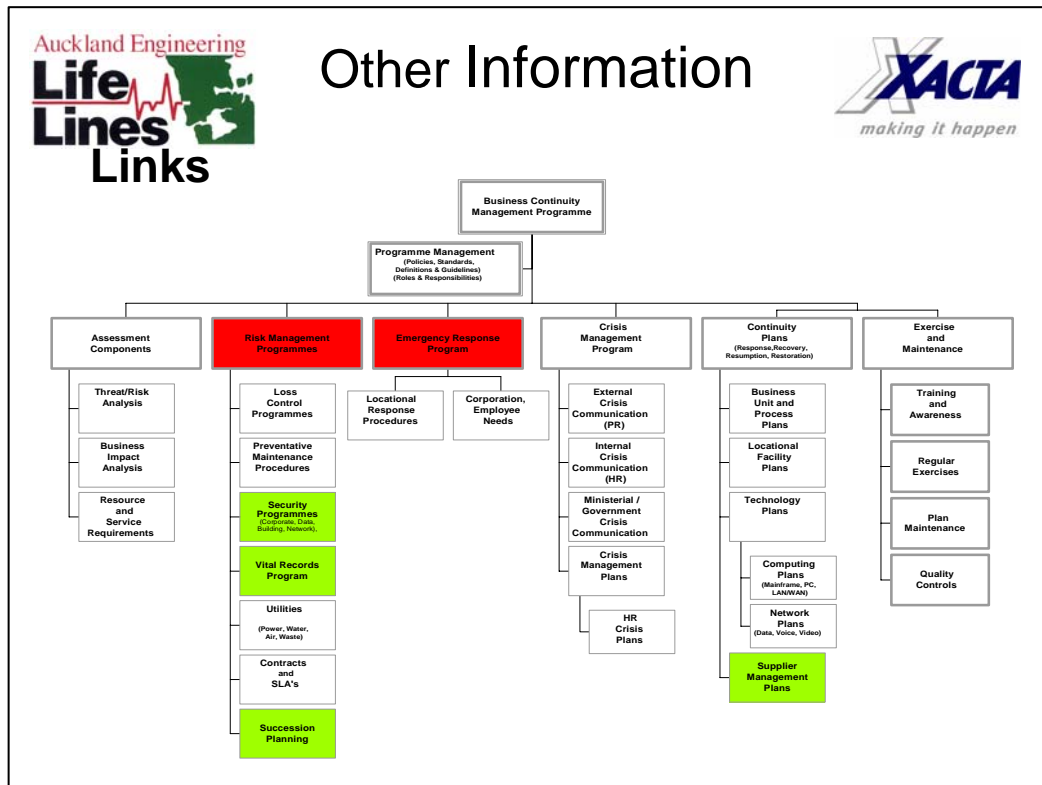 Auckland Engineering
Life
Lines
Links
Other Information
XACTA
making it happen
Business Continuity
Management Programme
Programme Management
(Policies, Standards,
Definitions & Guidelines)
(Roles & Responsibilities)
Assessment
Components
Threat/Risk
Analysis
Business
Impact
Analysis
Resource
and
Service
Requirements
Risk Management
Programmes
Loss
Control
Programmes
Preventative
Maintenance
Procedures
Security
Programmes
(Corporate, Data,
Building, Network),
Vital Records
Program
Utilities
(Power, Water,
Air, Waste)
Contracts
and
SLA's
Succession
Planning
Emergency Response
Program
Locational
Response
Procedures
Corporation,
Employee
Needs
Crisis
Management
Program
External
Crisis
Communication
(PR)
Internal
Crisis
Communication
(HR)
Ministerial /
Government
Crisis
Communication
Crisis
Management
Plans
HR
Crisis
Plans
Continuity
Plans
(Response,Recovery,
Resumption, Restoration)
Business
Unit and
Process
Plans
Locational
Facility
Plans
Technology
Plans
Computing
Plans
(Mainframe, PC,
LAN/WAN)
Network
Plans
(Data, Voice, Video)
Supplier
Management
Plans
Exercise
and
Maintenance
Training
and
Awareness
Regular
Exercises
Plan
Maintenance
Quality
Controls